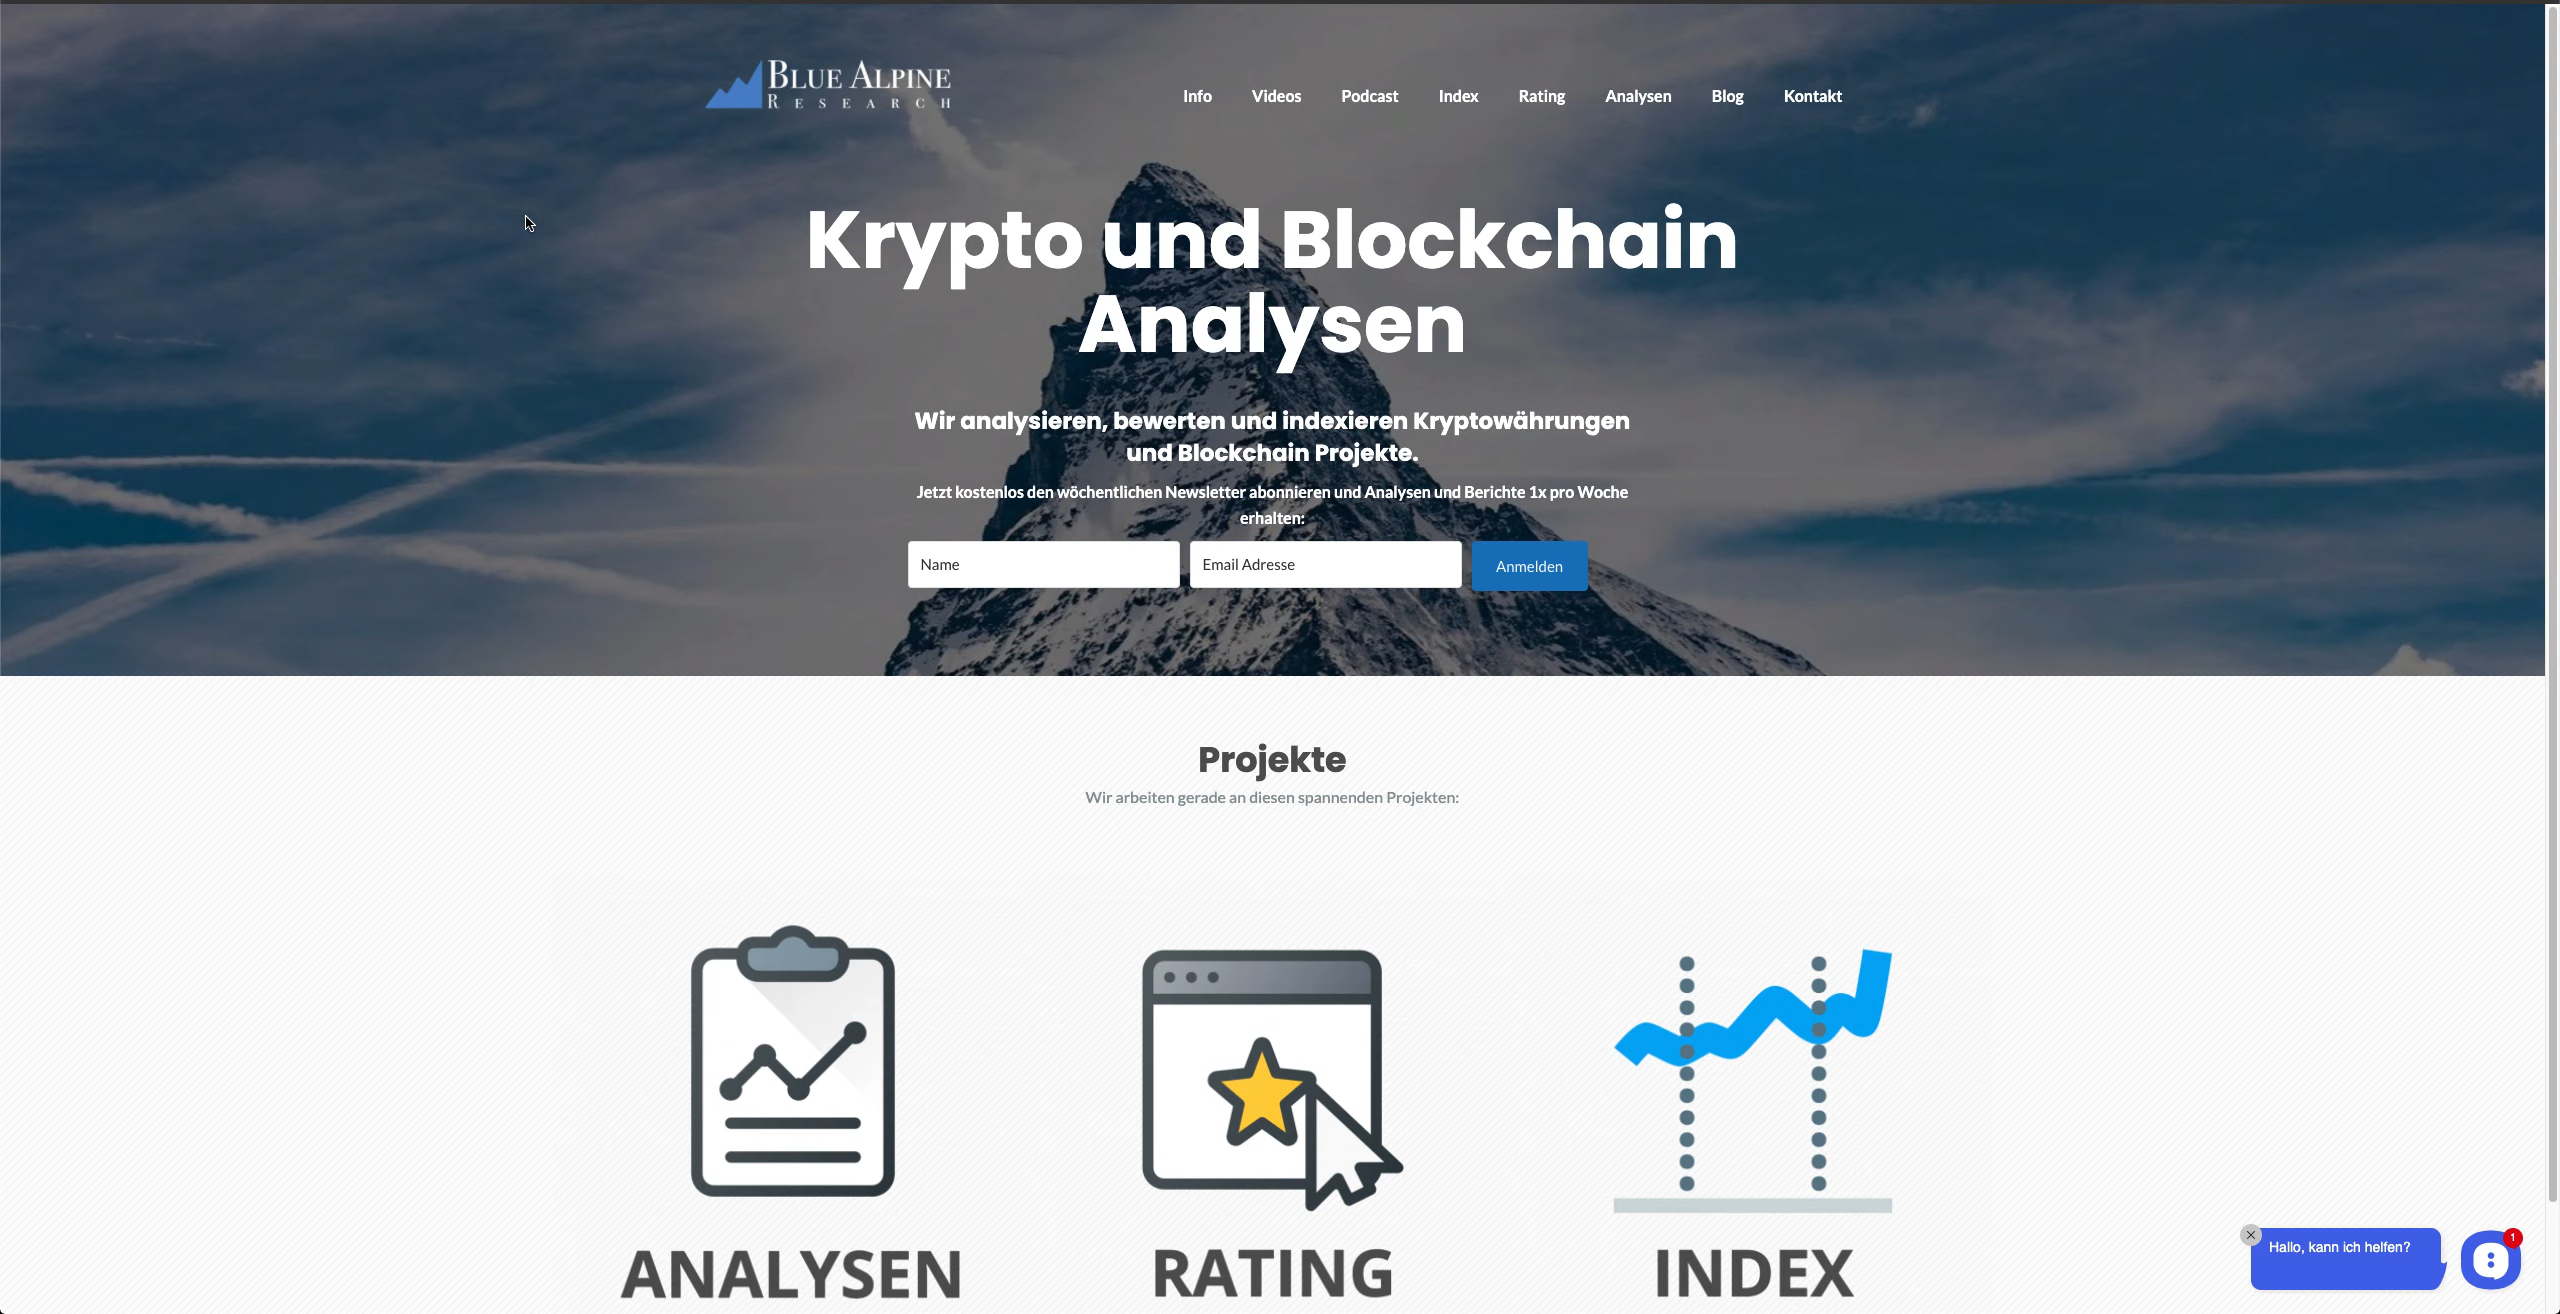 BLUE ALPINE
RESEARCH
Info Videos Podcast Index Rating Analysen Blog Kontakt
Krypto und Blockchain
Analysen
Wir analysieren, bewerten und indexieren Kryptowährungen
und Blockchain Projekte.
Jetzt kostenlos den wöchentlichen Newsletter abonnieren und Analysen und Berichte 1x pro Woche
erhalten:
Name Email Adresse Anmelden
Projekte
Wir arbeiten gerade an diesen spannenden Projekten:
ANALYSEN RATING INDEX
Hallo, kann ich helfen?
1